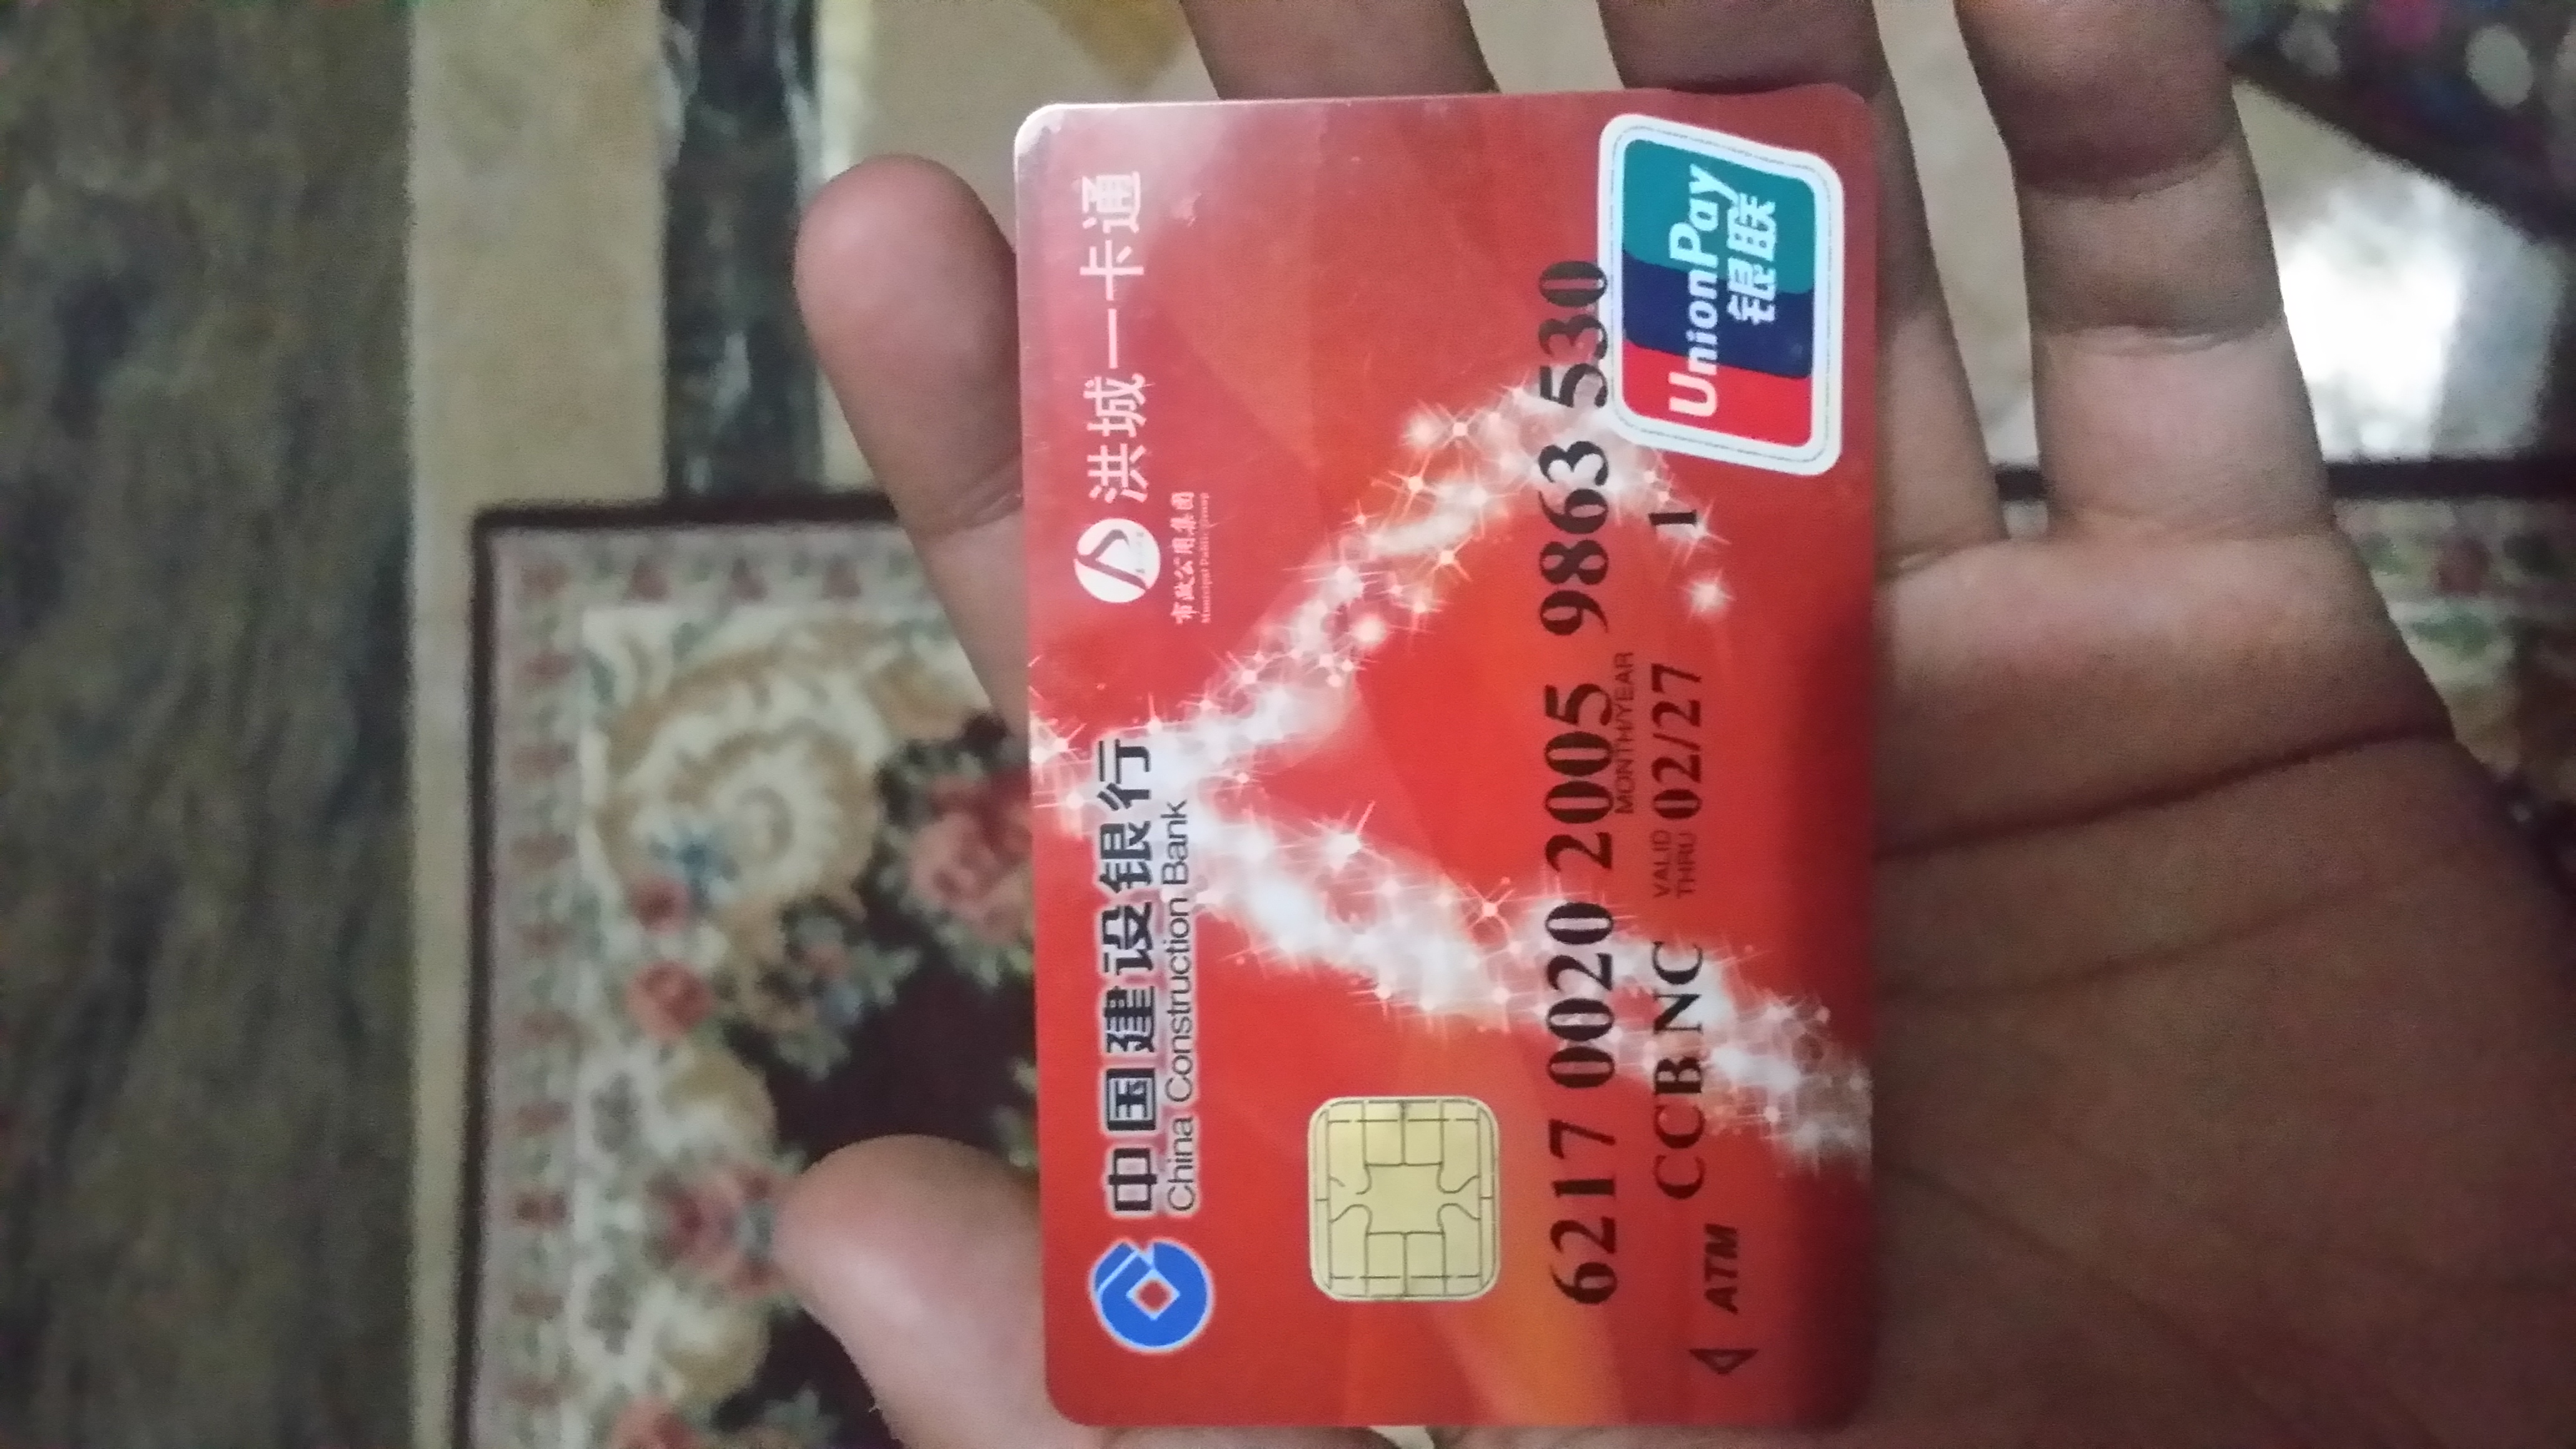 中国建设银行
China Construction Bank
洪城一卡通
市政公用集团
Municipal Public Group
6217 0020 2005 9863 530
MONTH/YEAR
CCB NC VALID THRU 02/27 1
ATM
UnionPay
银联